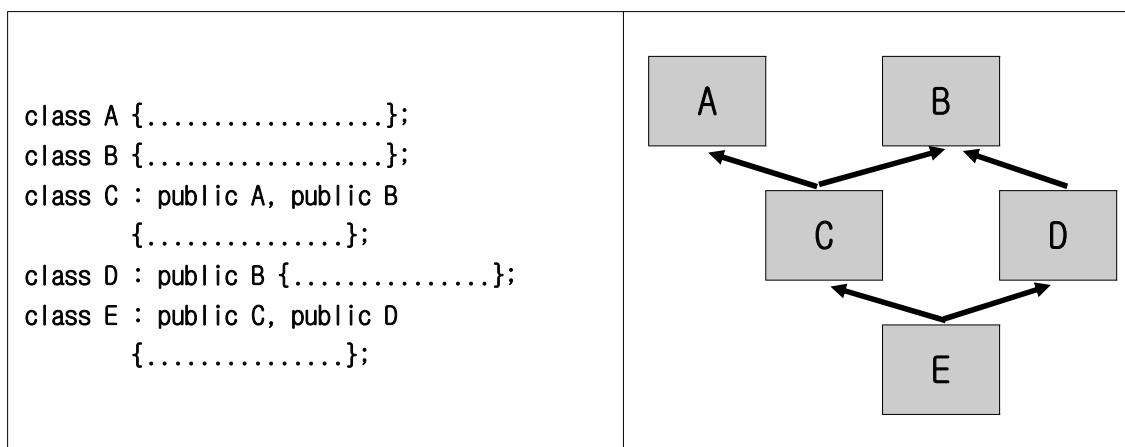 class A {..................};
class B {..................};
class C : public A, public B
{...............};
class D : public B {...............};
class E : public C, public D
{...............};
A B
C D
E